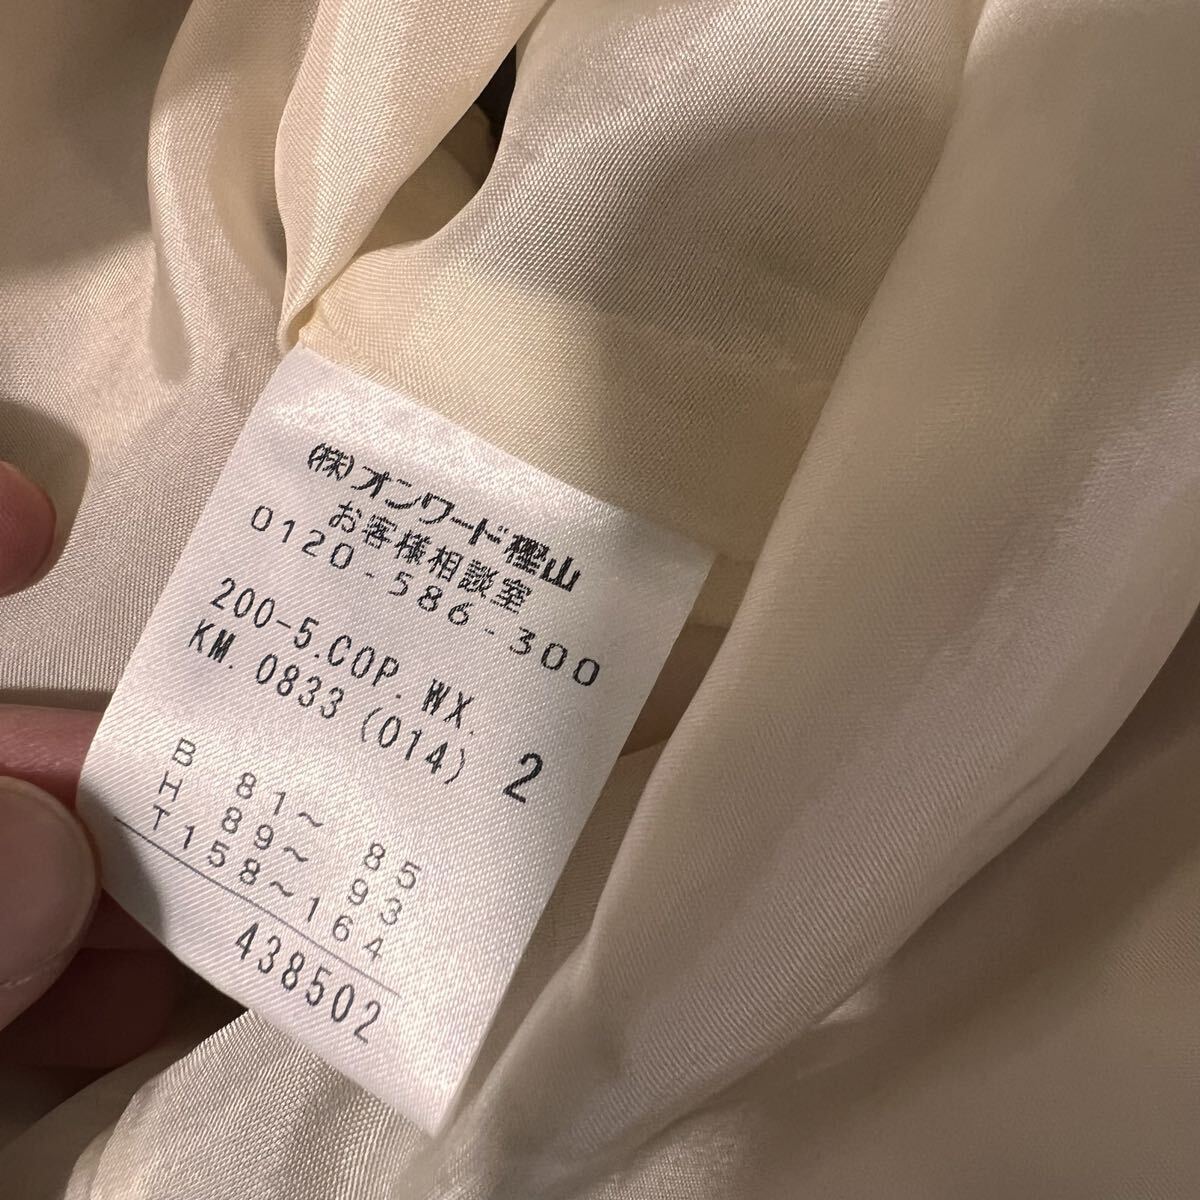 (株)オンワード樫山
お客様相談室
0120-586-300
200-5.COP. WX.
KM. 0833 (014) 2
B 81~ 85
H 89~ 93
T158~164
438502